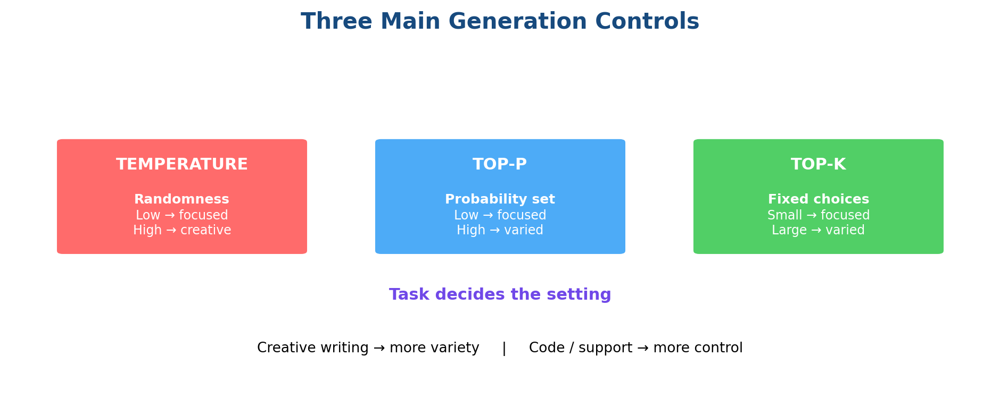 Three Main Generation Controls
TEMPERATURE
Randomness
Low → focused
High → creative
TOP-P
Probability set
Low → focused
High → varied
TOP-K
Fixed choices
Small → focused
Large → varied
Task decides the setting
Creative writing → more variety | Code / support → more control